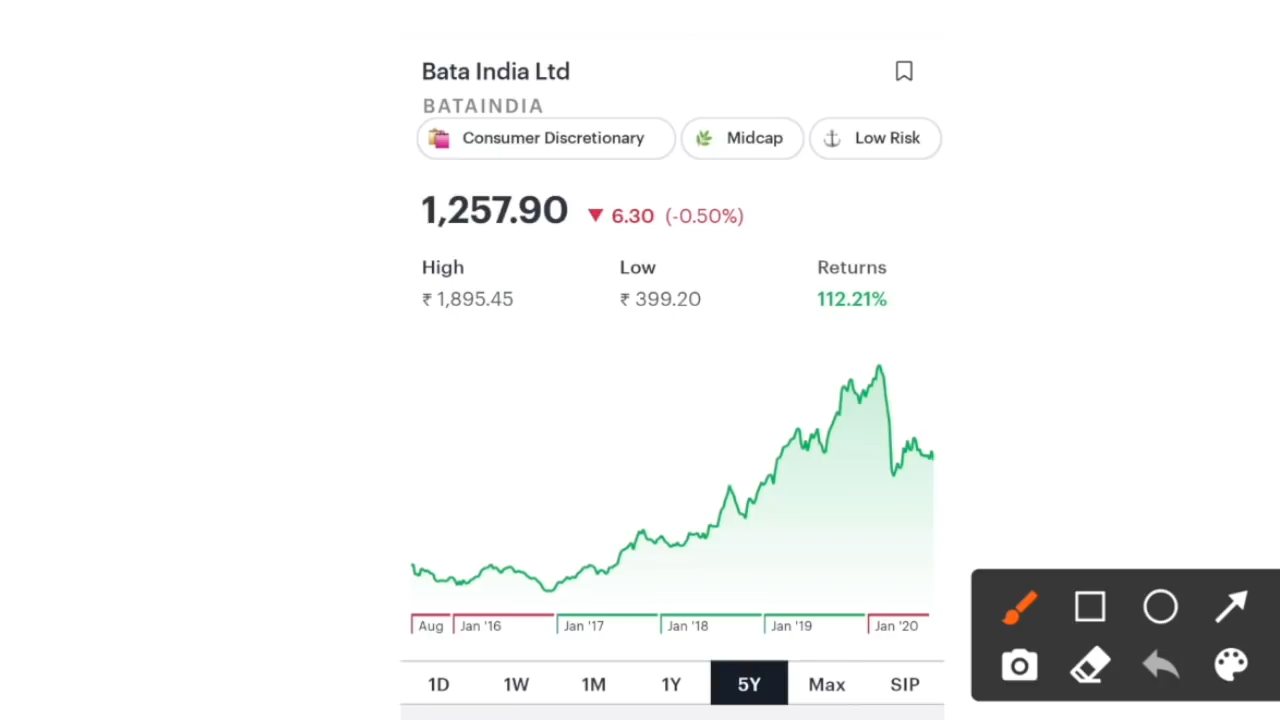 Bata India Ltd
BATAINDIA
Consumer Discretionary Midcap Low Risk
1,257.90 ▼ 6.30 (-0.50%)
High Low Returns
₹ 1,895.45 ₹ 399.20 112.21%
Aug Jan '16 Jan '17 Jan '18 Jan '19 Jan '20
1D 1W 1M 1Y 5Y Max SIP